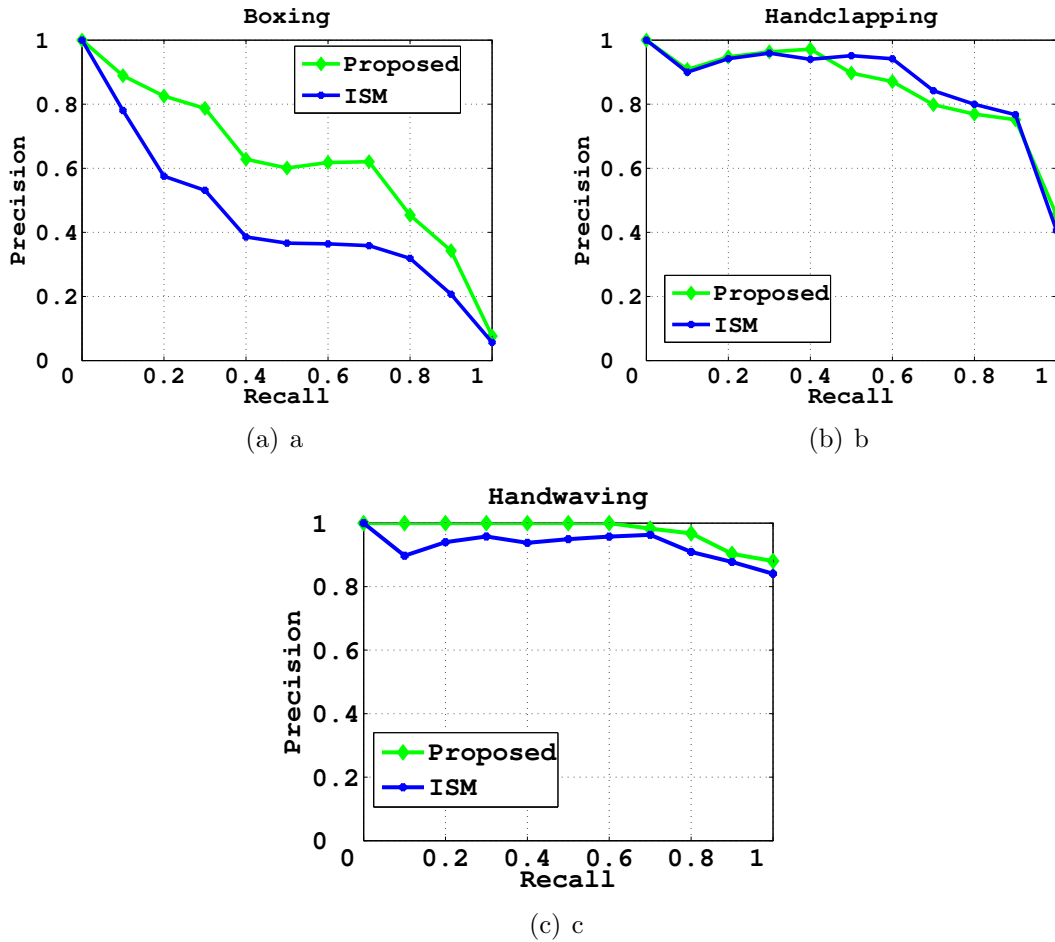 Boxing
1
0.8
0.6
0.4
0.2
0
Precision
Proposed
ISM
0 0.2 0.4 0.6 0.8 1
Recall
(a) a
Handclapping
1
0.8
0.6
0.4
0.2
0
Precision
Proposed
ISM
0 0.2 0.4 0.6 0.8 1
Recall
(b) b
Handwaving
1
0.8
0.6
0.4
0.2
0
Precision
Proposed
ISM
0 0.2 0.4 0.6 0.8 1
Recall
(c) c